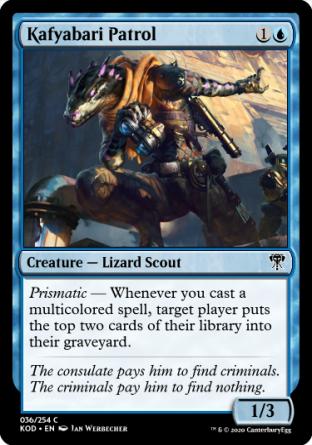 Kafyabari Patrol 1
Creature — Lizard Scout
Prismatic — Whenever you cast a
multicolored spell, target player puts
the top two cards of their library into
their graveyard.
The consulate pays him to find criminals.
The criminals pay him to find nothing.
1/3
036/254 C
KOD • EN Ian Werbecher
™ & © 2020 CanterburyEgg